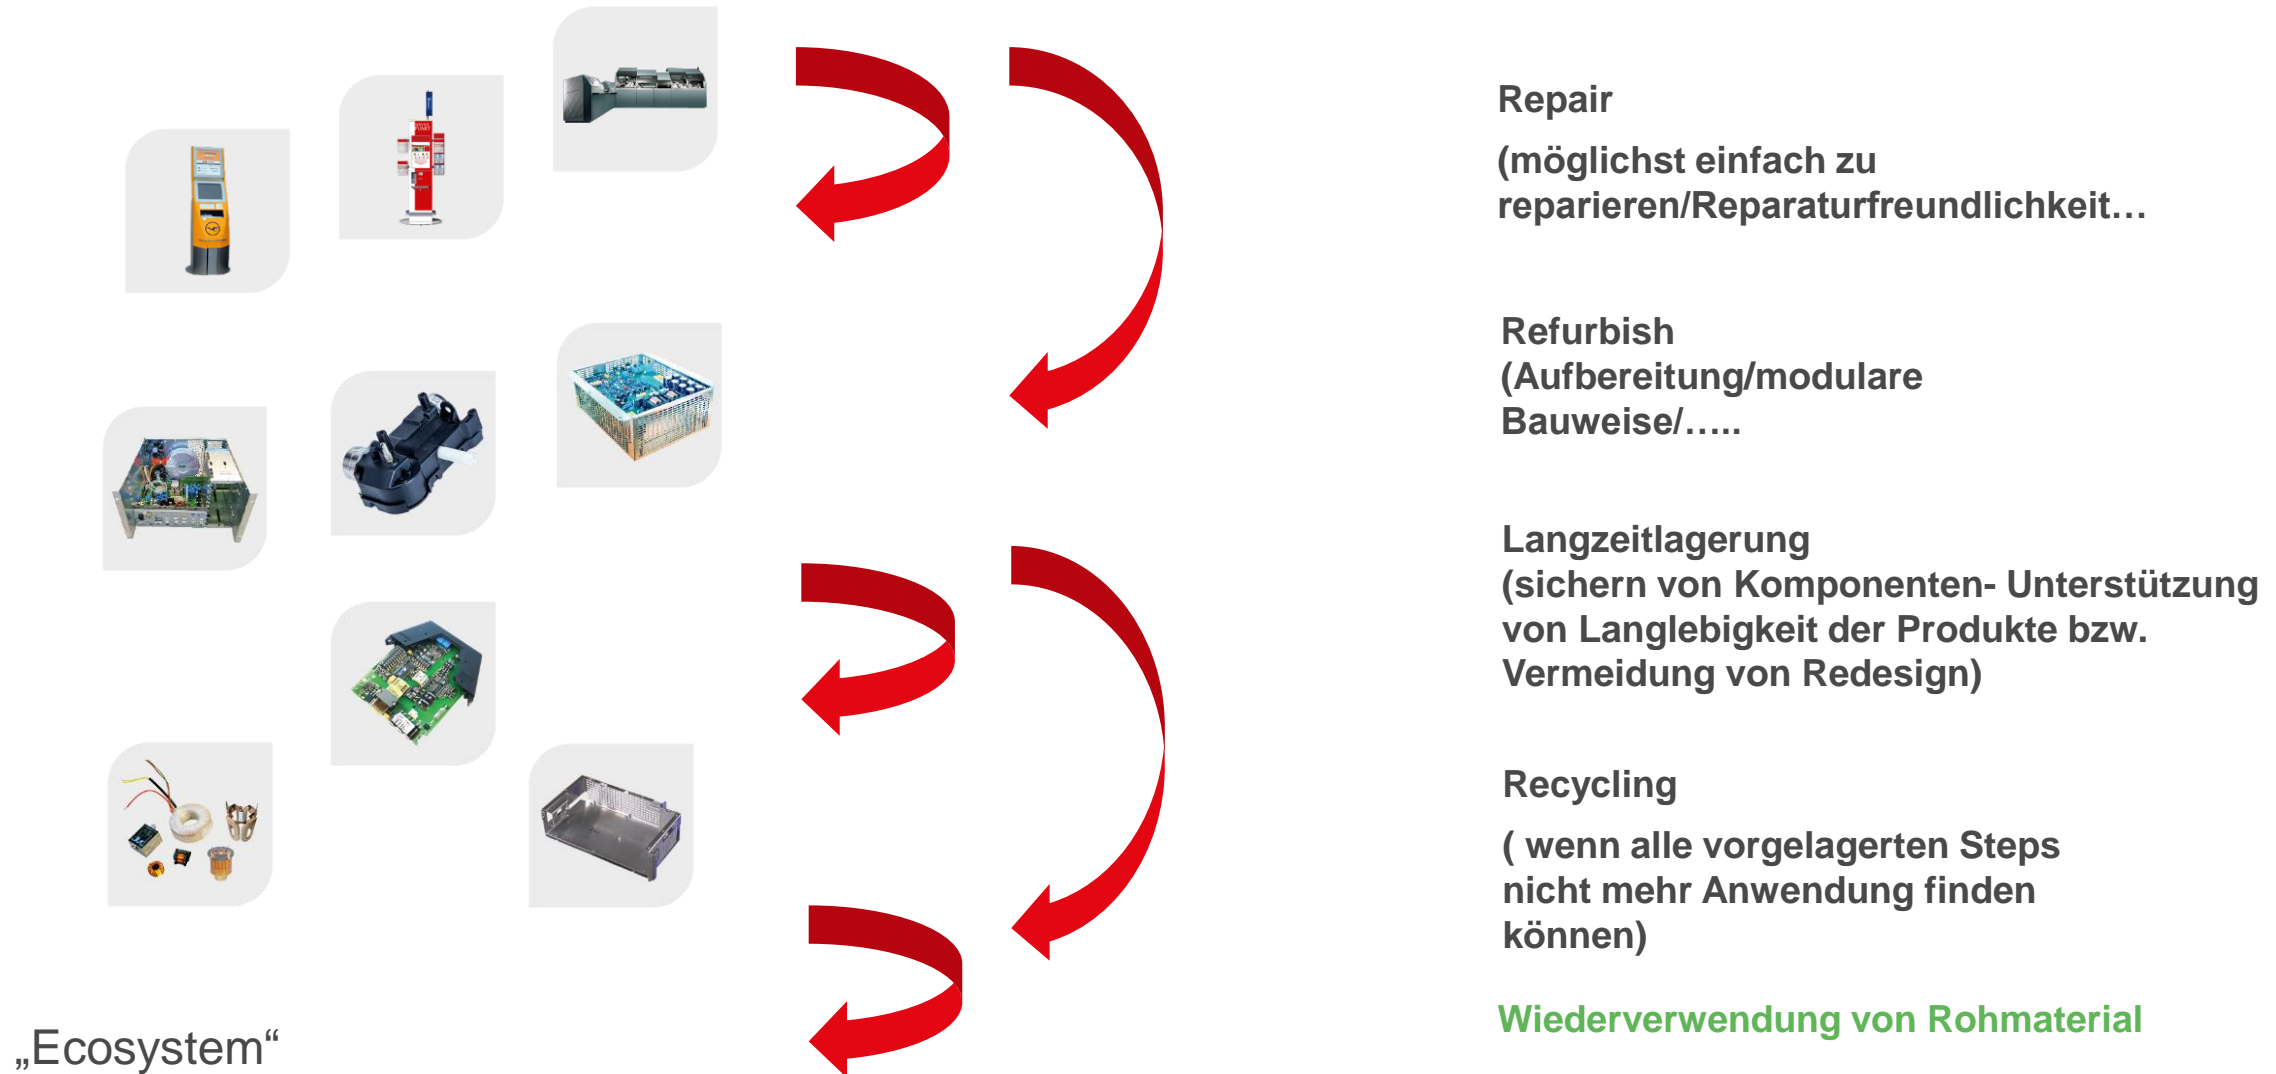 Repair
(möglichst einfach zu
reparieren/Reparaturfreundlichkeit…
Refurbish
(Aufbereitung/modulare
Bauweise/…..
Langzeitlagerung
(sichern von Komponenten- Unterstützung
von Langlebigkeit der Produkte bzw.
Vermeidung von Redesign)
Recycling
( wenn alle vorgelagerten Steps
nicht mehr Anwendung finden
können)
Wiederverwendung von Rohmaterial
„Ecosystem“